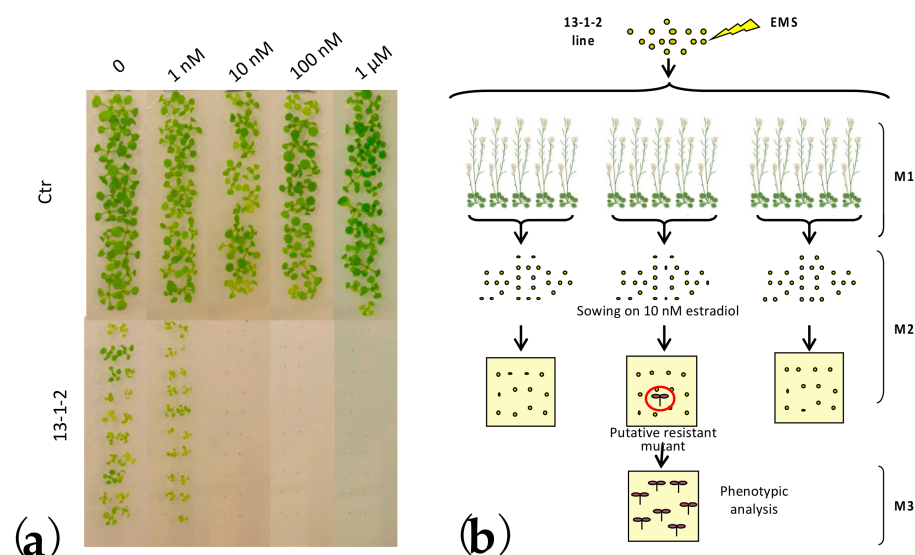 0
1 nM
10 nM
100 nM
1 µM
Ctr
13-1-2
(a)
13-1-2
line
EMS
M1
Sowing on 10 nM estradiol
M2
Putative resistant
mutant
Phenotypic
analysis
M3
(b)